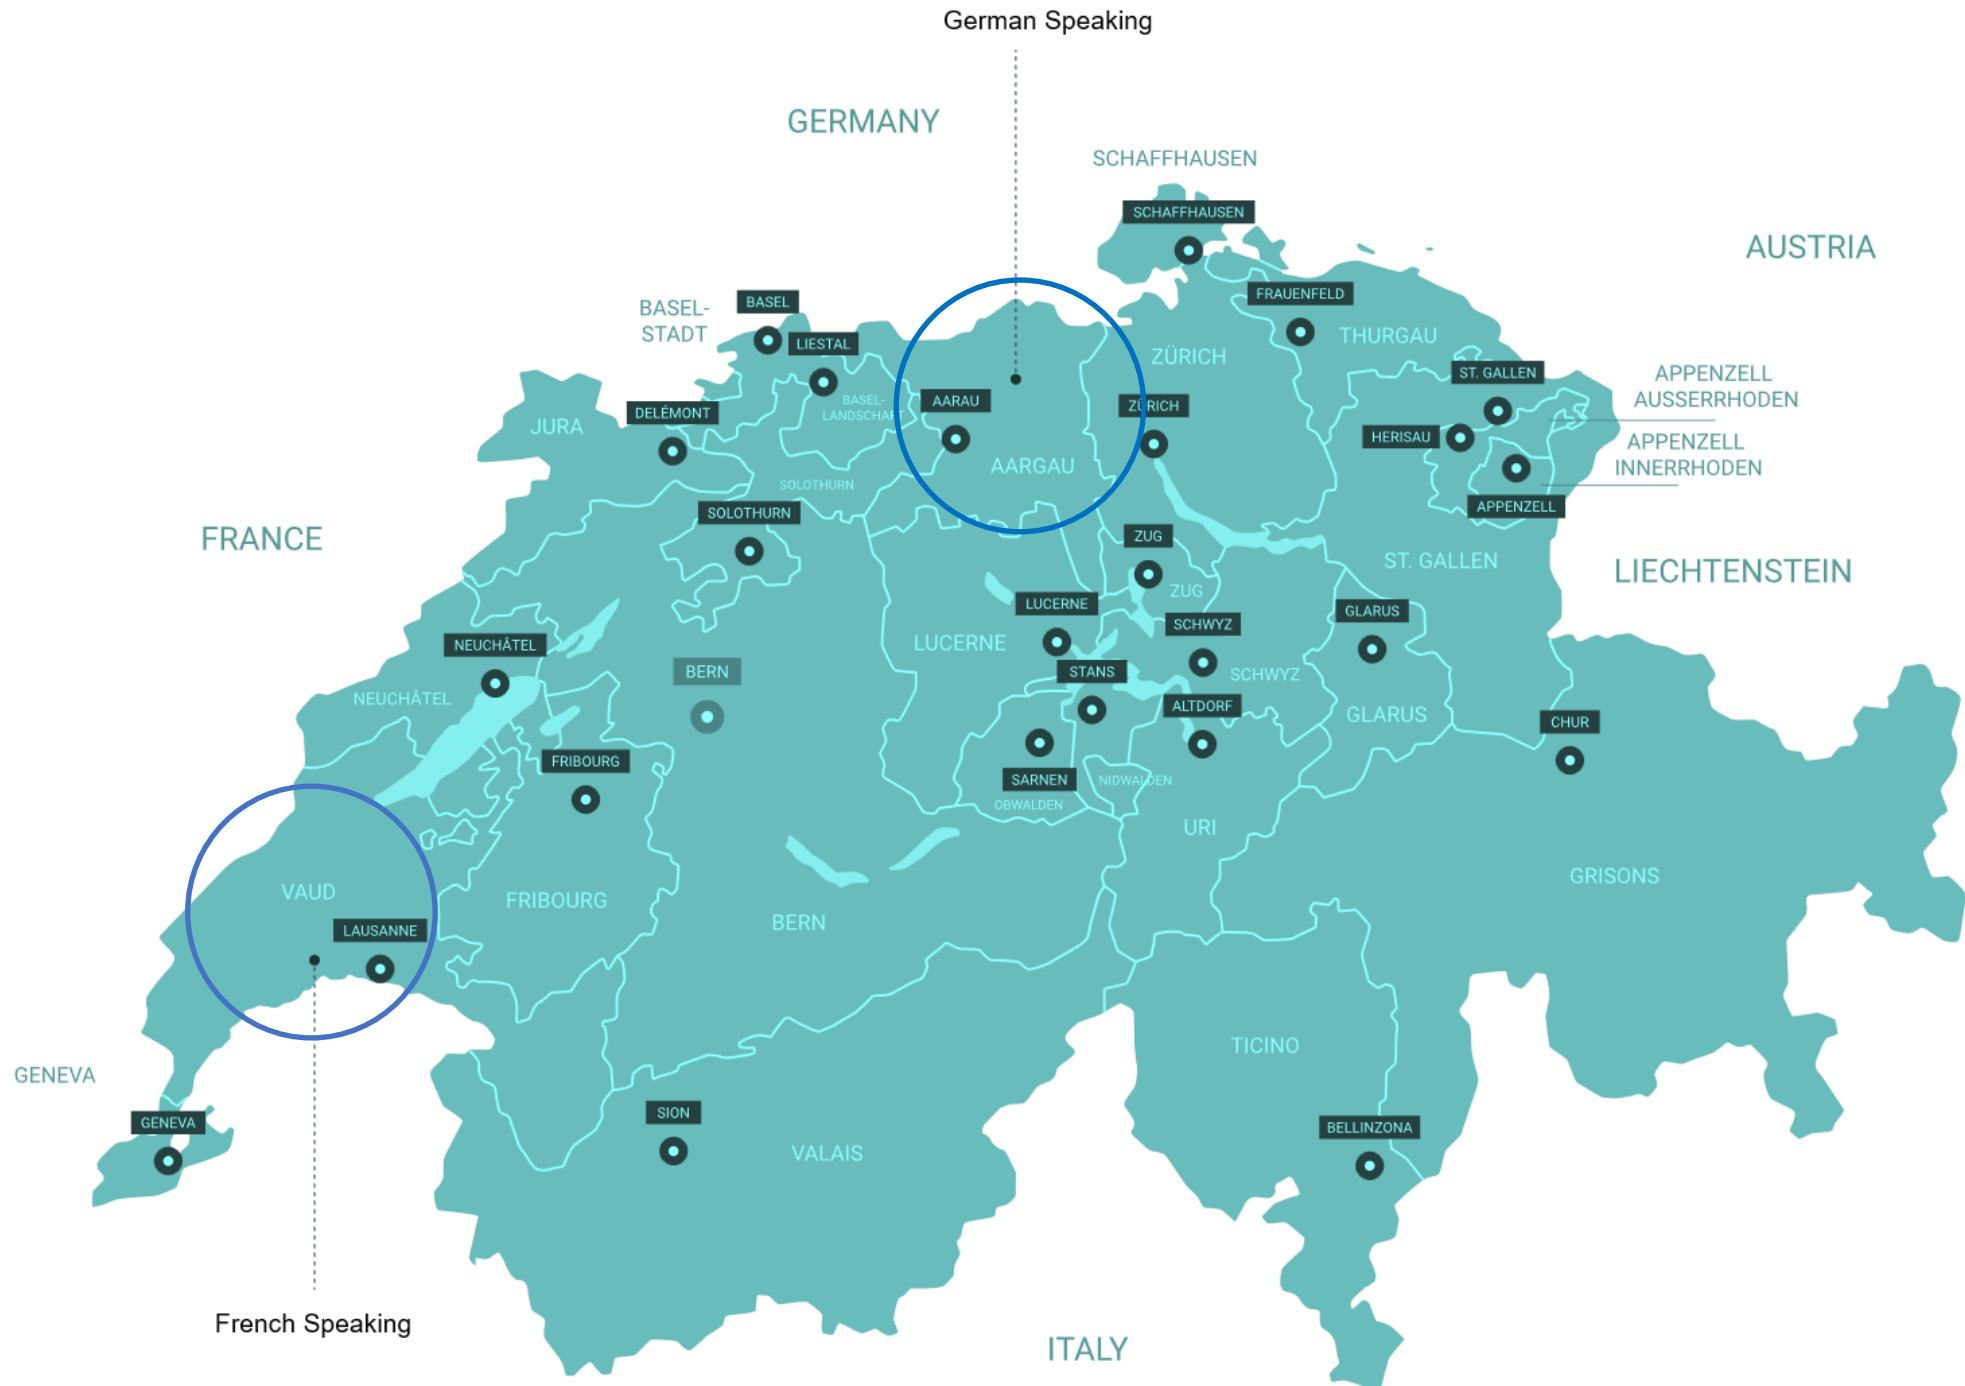 German Speaking
GERMANY
SCHAFFHAUSEN
SCHAFFHAUSEN
AUSTRIA
FRAUENFELD
BASEL
BASEL-
STADT
LIESTAL
THURGAU
ZÜRICH
ST. GALLEN
APPENZELL
AUSSERRHODEN
AARAU
BASEL-
LANDSCHAFT
ZÜRICH
DELÉMONT
JURA
HERISAU
APPENZELL
INNERRHODEN
AARGAU
SOLOTHURN
APPENZELL
SOLOTHURN
FRANCE
ZUG
ST. GALLEN
LIECHTENSTEIN
ZUG
LUCERNE
GLARUS
SCHWYZ
NEUCHÂTEL
LUCERNE
BERN
STANS
SCHWYZ
NEUCHÂTEL
ALTDORF
GLARUS
CHUR
FRIBOURG
SARNEN
NIDWALDEN
OBWALDEN
URI
GRISONS
VAUD
FRIBOURG
BERN
LAUSANNE
TICINO
GENEVA
SION
GENEVA
BELLINZONA
VALAIS
French Speaking
ITALY